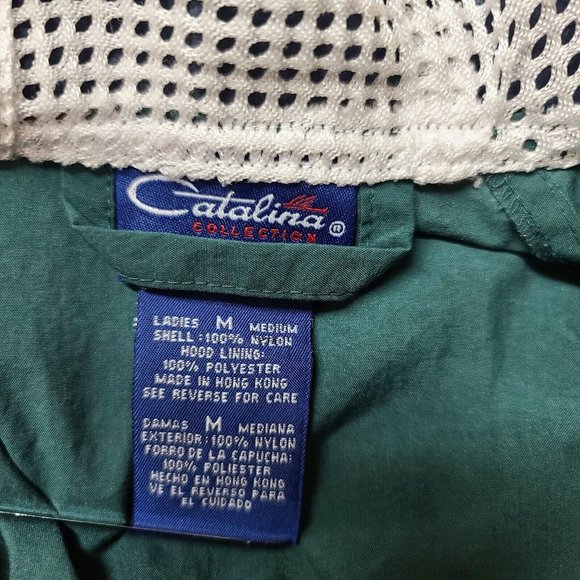 Catalina ®
COLLECTION
LADIES M MEDIUM
SHELL:100% NYLON
HOOD LINING:
100% POLYESTER
MADE IN HONG KONG
SEE REVERSE FOR CARE
DAMAS M MEDIANA
EXTERIOR:100% NYLON
FORRO DE LA CAPUCHA:
100% POLIESTER
HECHO EN HONG KONG
VE EL REVERSO PARA
EL CUIDADO